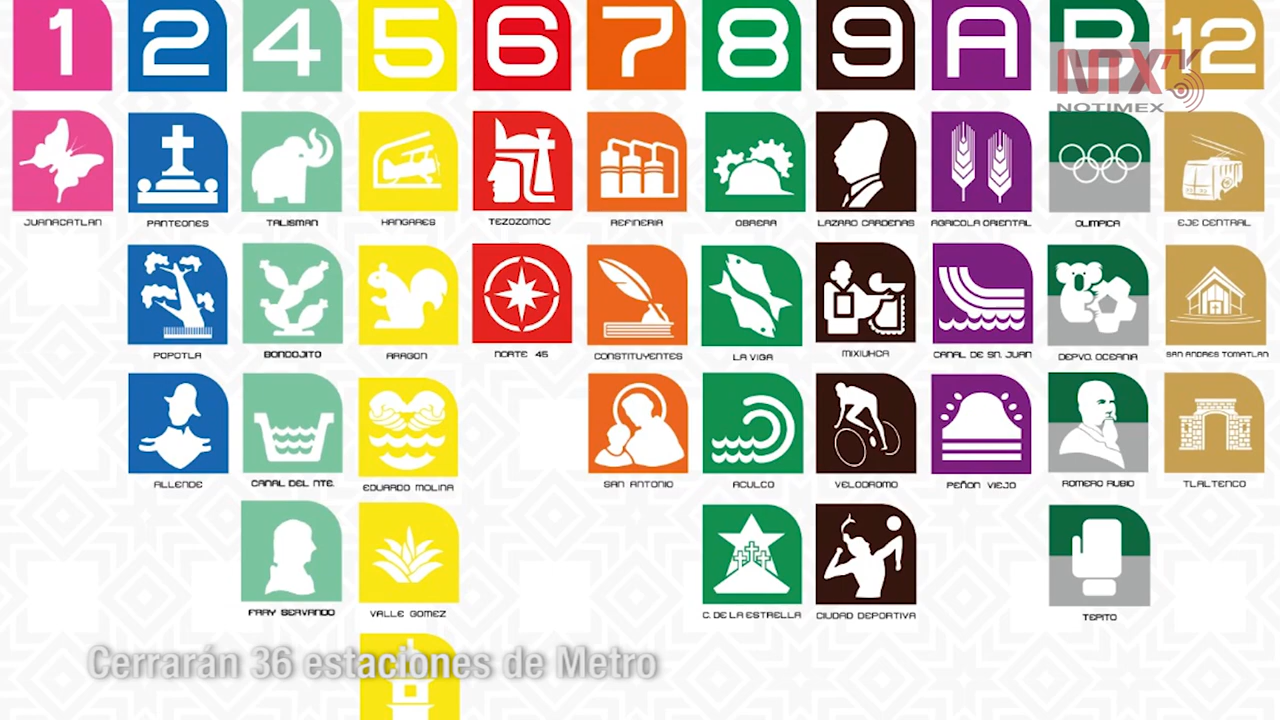 1 2 4 5 6 7 8 9 A B 12
NTX TV
NOTIMEX
JUANACATLAN PANTEONES TALISMAN HANGARES TEZOZOMOC REFINERIA OBRERA LAZARO CARDENAS AGRICOLA ORIENTAL OLIMPICA EJE CENTRAL
POPOTLA BONDOJITO ARAGON NORTE 45 CONSTITUYENTES LA VIGA MIXIUHCA CANAL DE SN. JUAN DEPVO. OCEANIA SAN ANDRES TOMATLAN
ALLENDE CANAL DEL NTE. EDUARDO MOLINA SAN ANTONIO ACULCO VELODROMO PEÑON VIEJO ROMERO RUBIO TLALTENCO
FRAY SERVANDO VALLE GOMEZ C. DE LA ESTRELLA CIUDAD DEPORTIVA TEPITO
Cerrarán 36 estaciones de Metro